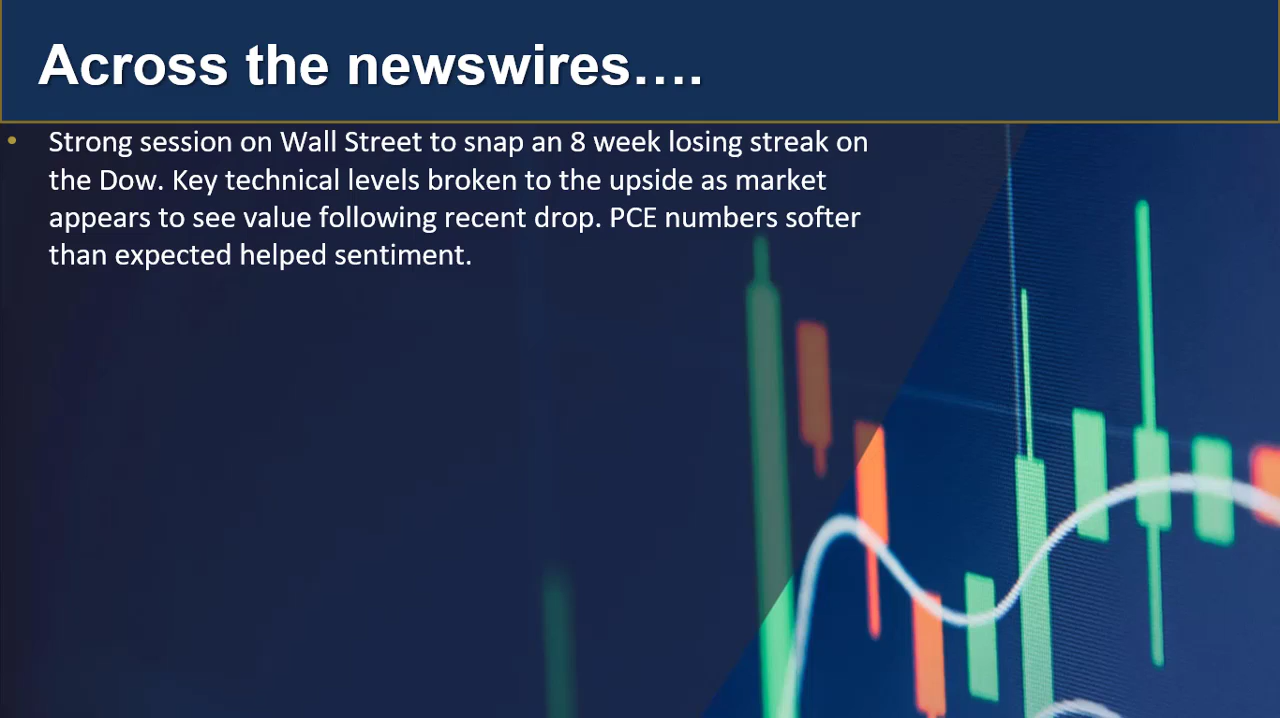 Across the newswires....
• Strong session on Wall Street to snap an 8 week losing streak on
the Dow. Key technical levels broken to the upside as market
appears to see value following recent drop. PCE numbers softer
than expected helped sentiment.